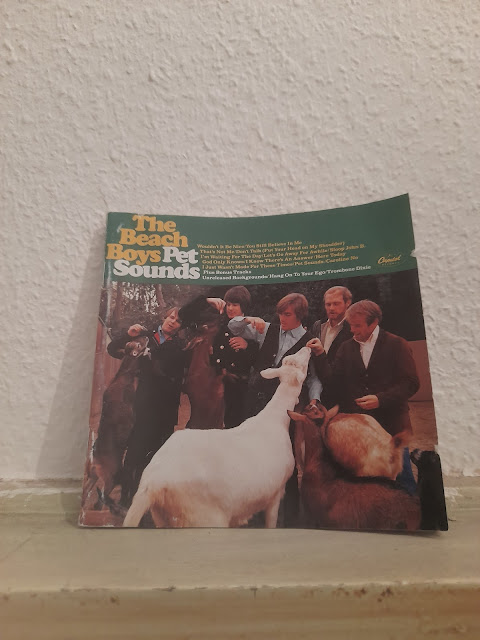 The
Beach
Boys Pet
Sounds
Wouldn't It Be Nice/You Still Believe In Me
That's Not Me/Don't Talk (Put Your Head on My Shoulder)
I'm Waiting For The Day/Let's Go Away For Awhile/Sloop John B.
God Only Knows/I Know There's An Answer/Here Today
I Just Wasn't Made For These Times/Pet Sounds/Caroline No
Plus Bonus Tracks
Unreleased Backgrounds/Hang On To Your Ego/Trombone Dixie
Capitol